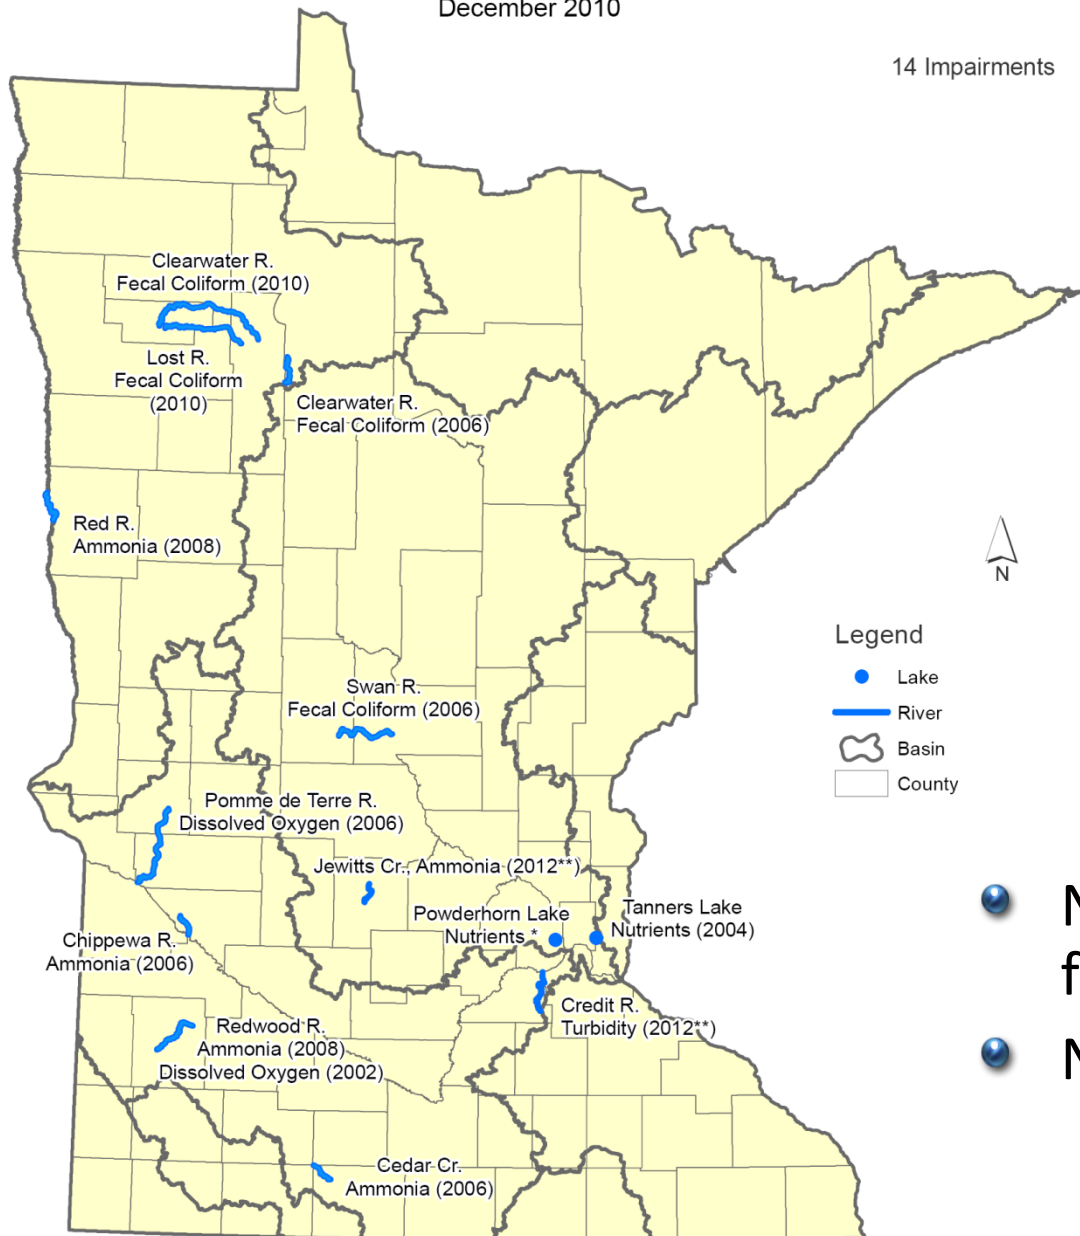 December 2010
14 Impairments
Clearwater R.
Fecal Coliform (2010)
Lost R.
Fecal Coliform
(2010)
Clearwater R.
Fecal Coliform (2006)
Red R.
Ammonia (2008)
N
Legend
Lake
River
Basin
County
Swan R.
Fecal Coliform (2006)
Pomme de Terre R.
Dissolved Oxygen (2006)
Jewitts Cr., Ammonia (2012**)
Powderhorn Lake
Nutrients *
Tanners Lake
Nutrients (2004)
Chippewa R.
Ammonia (2006)
Credit R.
Turbidity (2012**)
Redwood R.
Ammonia (2008)
Dissolved Oxygen (2002)
Cedar Cr.
Ammonia (2006)